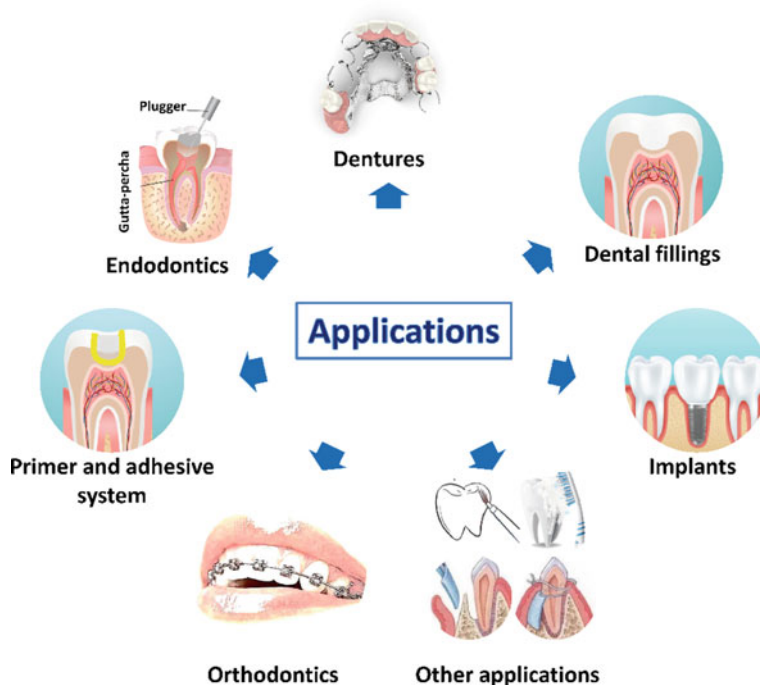 Plugger
Gutta-percha
Dentures
Endodontics
Dental fillings
Applications
Primer and adhesive
system
Implants
Orthodontics
Other applications